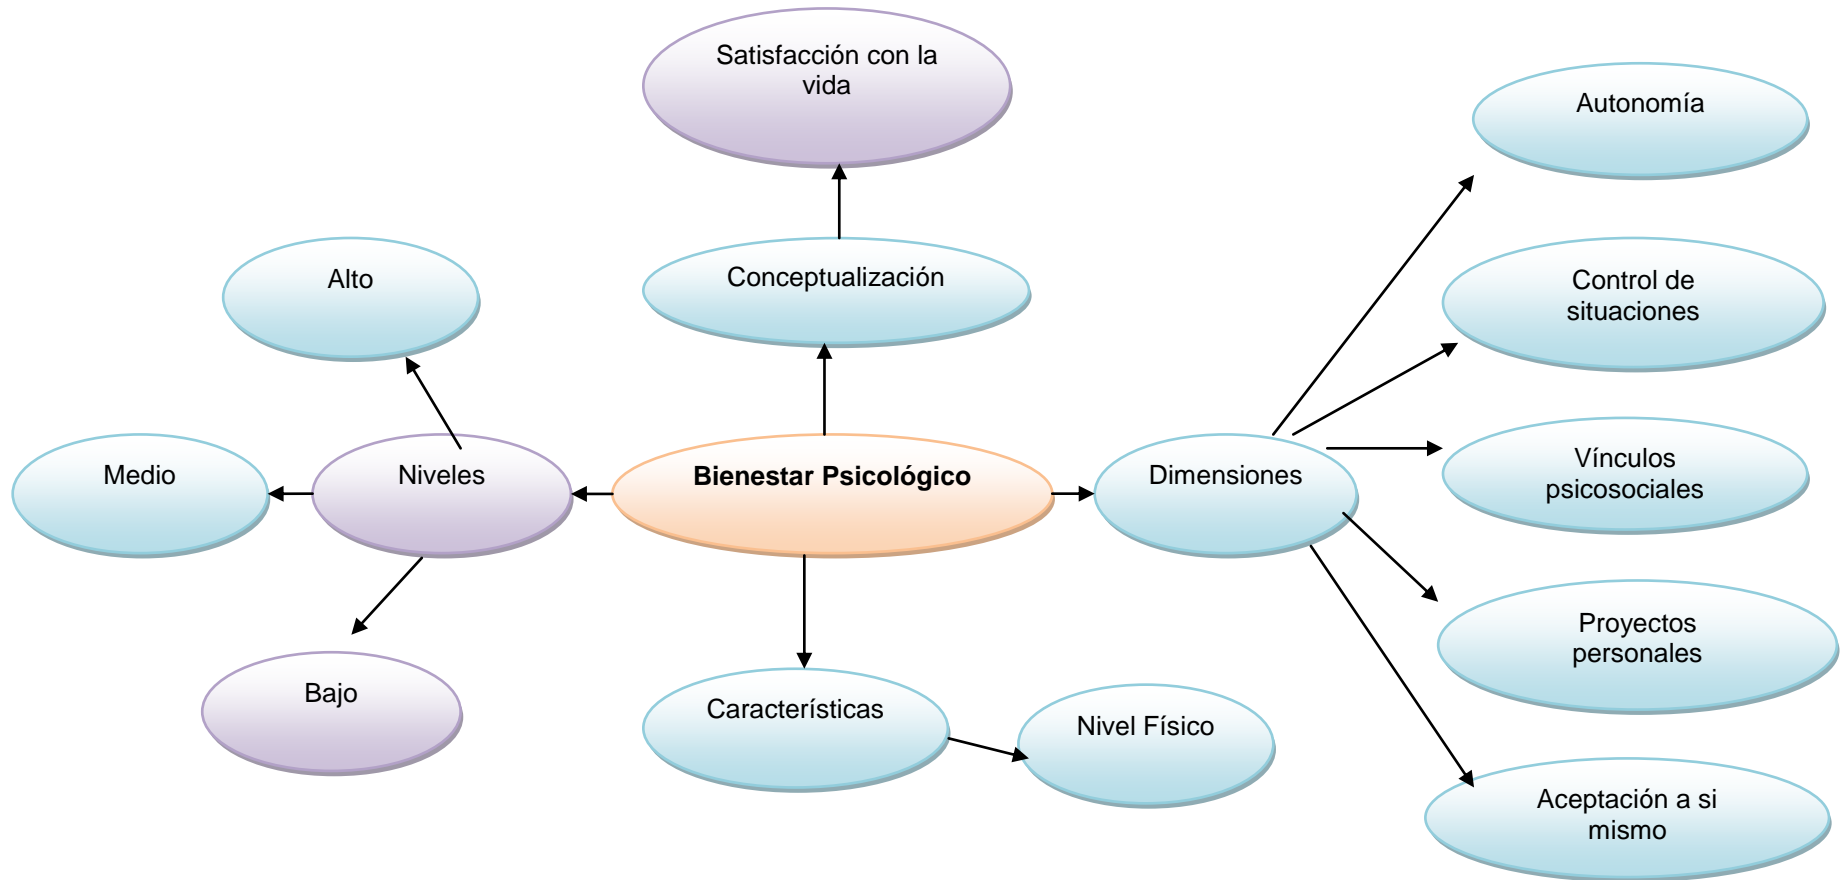 Satisfacción con la
vida
Autonomía
Alto
Conceptualización
Control de
situaciones
Medio
Niveles
Bienestar Psicológico
Dimensiones
Vínculos
psicosociales
Bajo
Características
Nivel Físico
Proyectos
personales
Aceptación a si
mismo